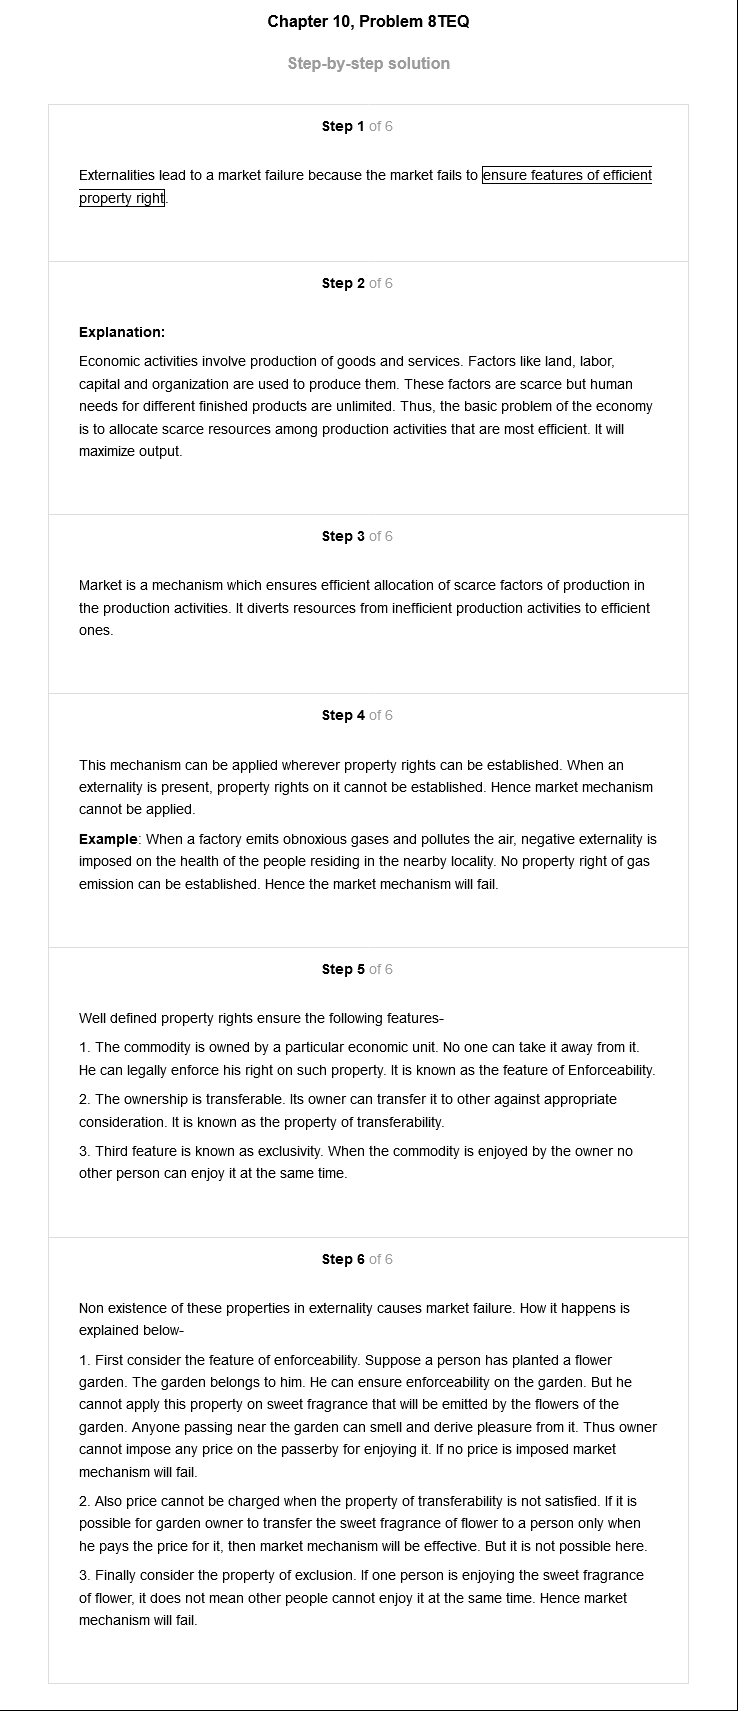 Chapter 10, Problem 8TEQ
Step-by-step solution
Step 1 of 6
Externalities lead to a market failure because the market fails to ensure features of efficient
property right.
Step 2 of 6
Explanation:
Economic activities involve production of goods and services. Factors like land, labor,
capital and organization are used to produce them. These factors are scarce but human
needs for different finished products are unlimited. Thus, the basic problem of the economy
is to allocate scarce resources among production activities that are most efficient. It will
maximize output.
Step 3 of 6
Market is a mechanism which ensures efficient allocation of scarce factors of production in
the production activities. It diverts resources from inefficient production activities to efficient
ones.
Step 4 of 6
This mechanism can be applied wherever property rights can be established. When an
externality is present, property rights on it cannot be established. Hence market mechanism
cannot be applied.
Example: When a factory emits obnoxious gases and pollutes the air, negative externality is
imposed on the health of the people residing in the nearby locality. No property right of gas
emission can be established. Hence the market mechanism will fail.
Step 5 of 6
Well defined property rights ensure the following features-
1. The commodity is owned by a particular economic unit. No one can take it away from it.
He can legally enforce his right on such property. It is known as the feature of Enforceability.
2. The ownership is transferable. Its owner can transfer it to other against appropriate
consideration. It is known as the property of transferability.
3. Third feature is known as exclusivity. When the commodity is enjoyed by the owner no
other person can enjoy it at the same time.
Step 6 of 6
Non existence of these properties in externality causes market failure. How it happens is
explained below-
1. First consider the feature of enforceability. Suppose a person has planted a flower
garden. The garden belongs to him. He can ensure enforceability on the garden. But he
cannot apply this property on sweet fragrance that will be emitted by the flowers of the
garden. Anyone passing near the garden can smell and derive pleasure from it. Thus owner
cannot impose any price on the passerby for enjoying it. If no price is imposed market
mechanism will fail.
2. Also price cannot be charged when the property of transferability is not satisfied. If it is
possible for garden owner to transfer the sweet fragrance of flower to a person only when
he pays the price for it, then market mechanism will be effective. But it is not possible here.
3. Finally consider the property of exclusion. If one person is enjoying the sweet fragrance
of flower, it does not mean other people cannot enjoy it at the same time. Hence market
mechanism will fail.